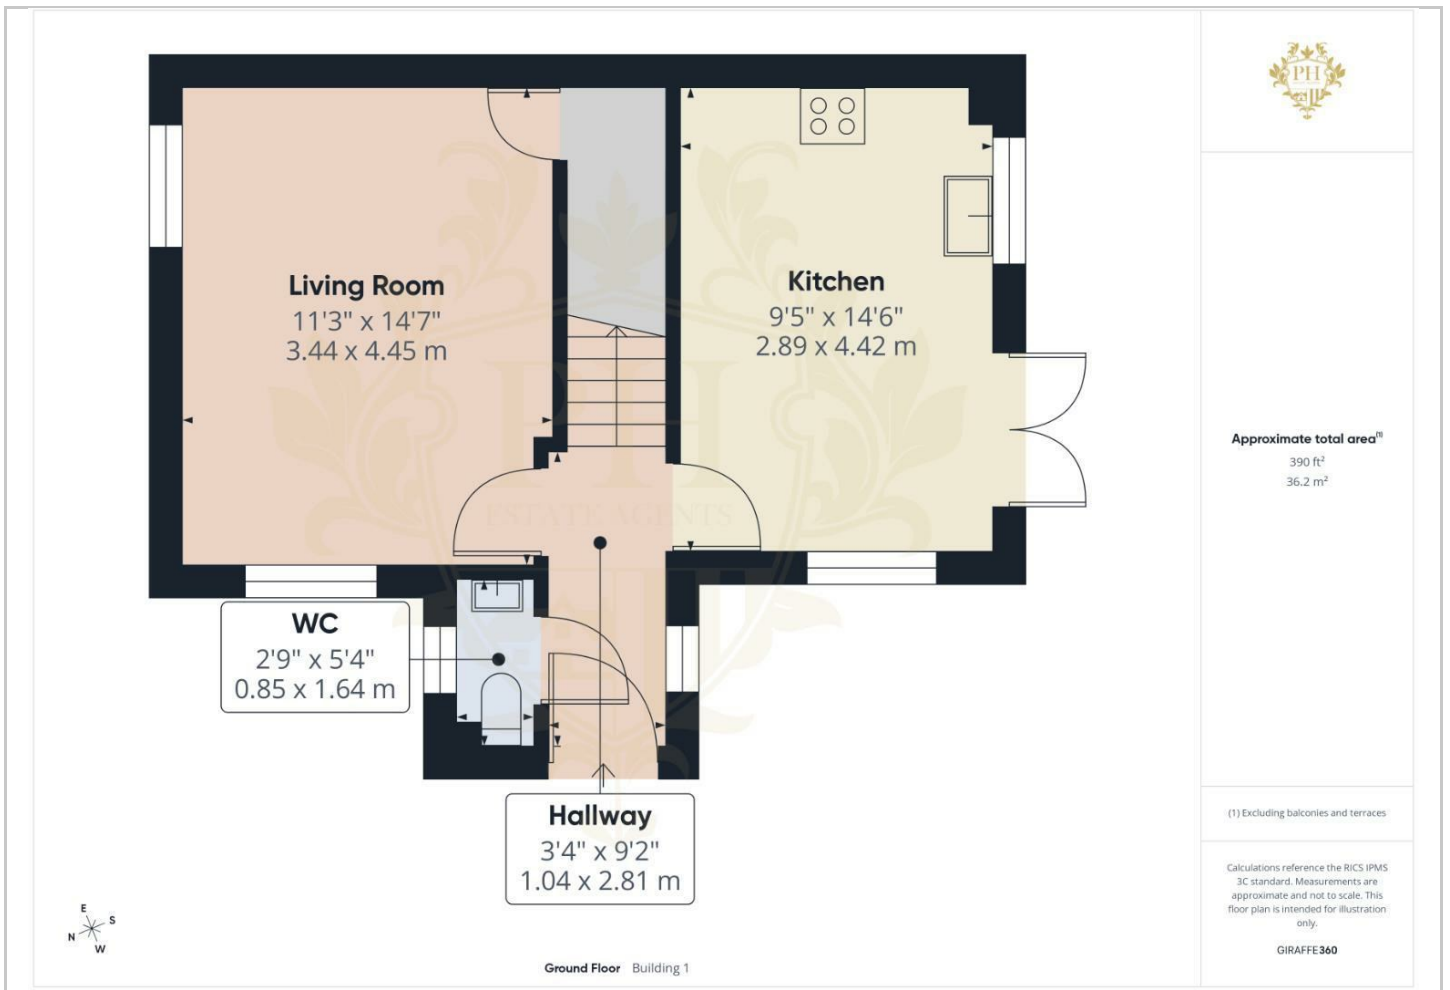 PH
Living Room
11'3" x 14'7"
3.44 x 4.45 m
Kitchen
9'5" x 14'6"
2.89 x 4.42 m
PH
ESTATE AGENTS
WC
2'9" x 5'4"
0.85 x 1.64 m
Hallway
3'4" x 9'2"
1.04 x 2.81 m
E
S
N
W
Ground Floor Building 1
Approximate total area(1)
390 ft²
36.2 m²
(1) Excluding balconies and terraces
Calculations reference the RICS IPMS
3C standard. Measurements are
approximate and not to scale. This
floor plan is intended for illustration
only.
GIRAFFE360